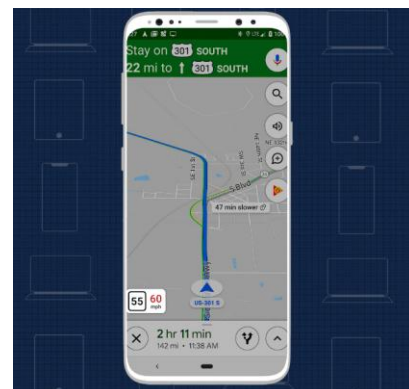 Stay on 301 SOUTH
22 mi to ↑ 301 SOUTH
S Blvd
47 min slower
US-301 S
55 60
mph
2 hr 11 min
142 mi • 11:38 AM